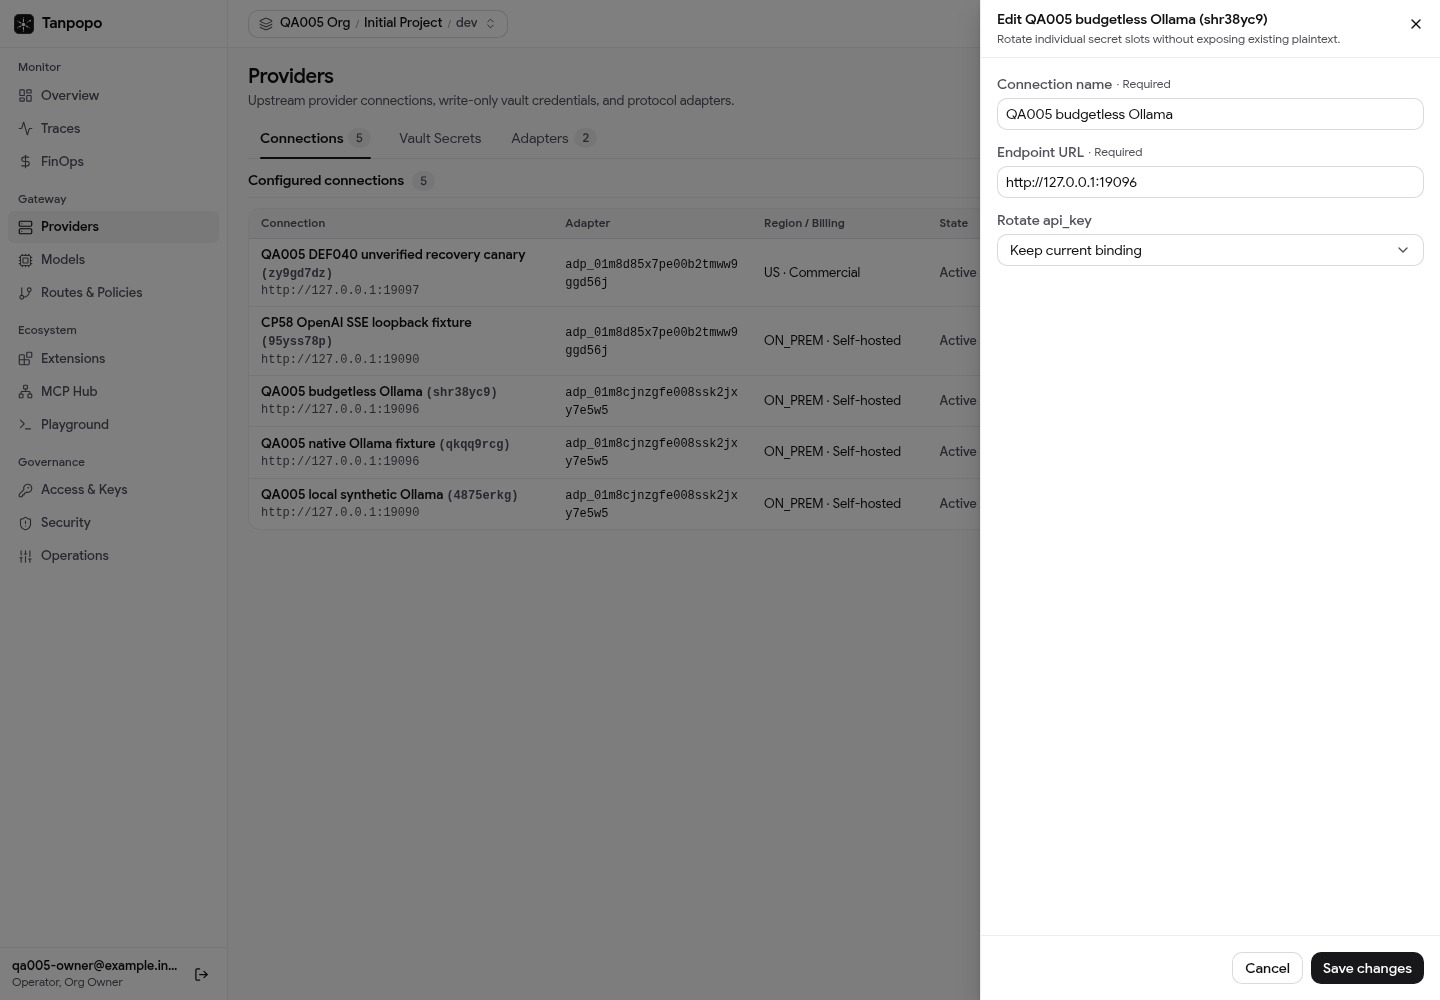 Tanpopo
QA005 Org / Initial Project / dev
Monitor
Overview
Traces
FinOps
Gateway
Providers
Models
Routes & Policies
Ecosystem
Extensions
MCP Hub
Playground
Governance
Access & Keys
Security
Operations
qa005-owner@example.in...
Operator, Org Owner
Providers
Upstream provider connections, write-only vault credentials, and protocol adapters.
Connections 5 Vault Secrets Adapters 2
Configured connections 5
Connection Adapter Region / Billing State
QA005 DEF040 unverified recovery canary
(zy9gd7dz)
http://127.0.0.1:19097
adp_01m8d85x7pe00b2tmww9
ggd56j
US · Commercial
Active
CP58 OpenAI SSE loopback fixture
(95yss78p)
http://127.0.0.1:19090
adp_01m8d85x7pe00b2tmww9
ggd56j
ON_PREM · Self-hosted
Active
QA005 budgetless Ollama (shr38yc9)
http://127.0.0.1:19096
adp_01m8cjnzgfe008ssk2jx
y7e5w5
ON_PREM · Self-hosted
Active
QA005 native Ollama fixture (qkqq9rcg)
http://127.0.0.1:19096
adp_01m8cjnzgfe008ssk2jx
y7e5w5
ON_PREM · Self-hosted
Active
QA005 local synthetic Ollama (4875erkg)
http://127.0.0.1:19090
adp_01m8cjnzgfe008ssk2jx
y7e5w5
ON_PREM · Self-hosted
Active
Edit QA005 budgetless Ollama (shr38yc9)
Rotate individual secret slots without exposing existing plaintext.
Connection name · Required
QA005 budgetless Ollama
Endpoint URL · Required
http://127.0.0.1:19096
Rotate api_key
Keep current binding
Cancel
Save changes